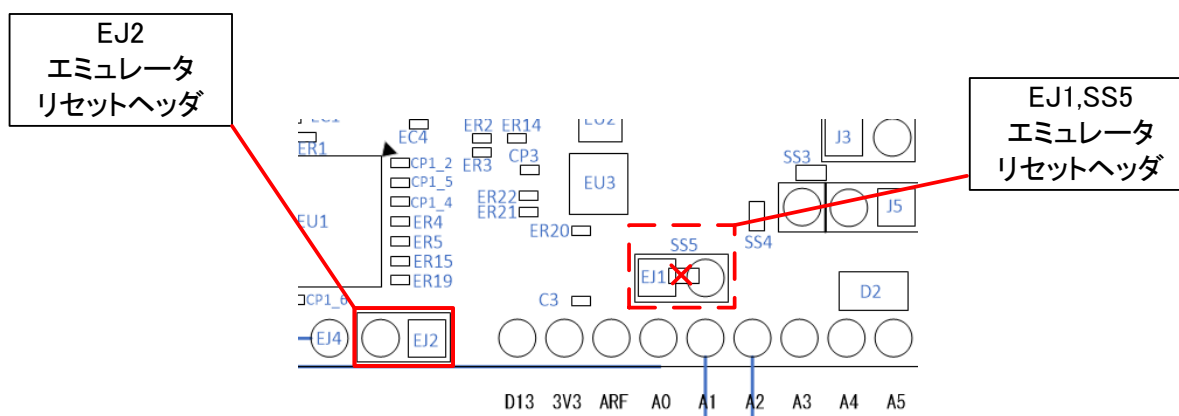 EJ2
エミュレータ
リセットヘッダ
EJ1,SS5
エミュレータ
リセットヘッダ
EC4
ER2
ER14
EU2
J3
ER1
CP1_2
ER3
CP3
SS3
CP1_5
EU3
CP1_4
ER22
J5
EU1
ER4
ER21
ER5
ER20
SS4
ER15
SS5
ER19
EJ1
D2
CP1_6
C3
EJ4
EJ2
D13 3V3 ARF A0 A1 A2 A3 A4 A5